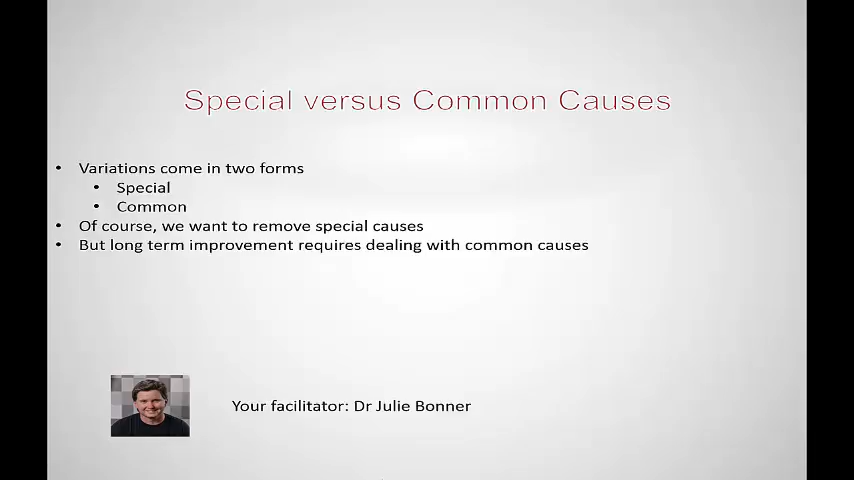 Special versus Common Causes
• Variations come in two forms
• Special
• Common
• Of course, we want to remove special causes
• But long term improvement requires dealing with common causes
Your facilitator: Dr Julie Bonner